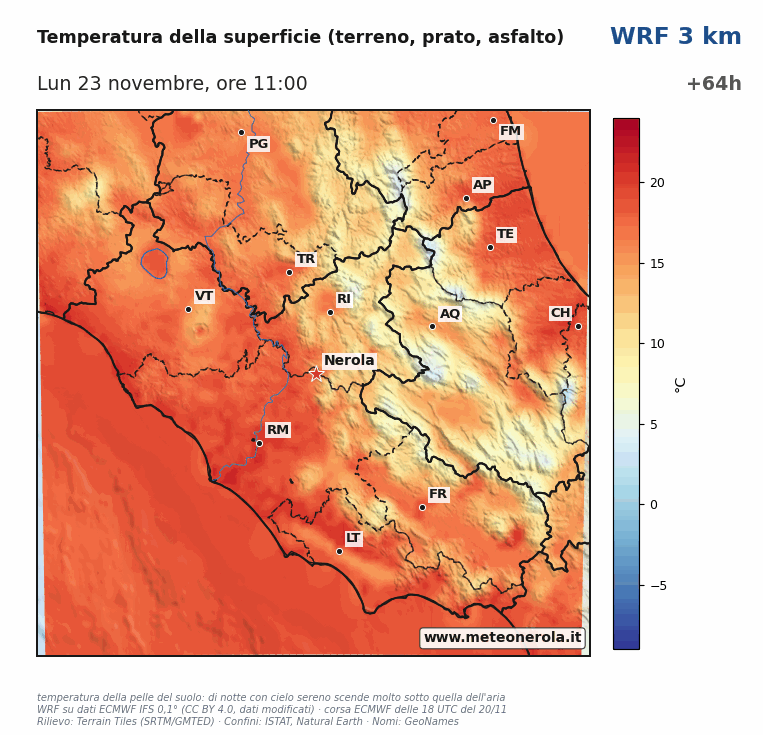 Temperatura della superficie (terreno, prato, asfalto)
WRF 3 km
Lun 23 novembre, ore 11:00
+64h
PG
FM
AP
TE
TR
VT
RI
AQ
CH
Nerola
RM
FR
LT
20
15
10
5
0
−5
°C
www.meteonerola.it
temperatura della pelle del suolo: di notte con cielo sereno scende molto sotto quella dell'aria
WRF su dati ECMWF IFS 0,1° (CC BY 4.0, dati modificati) · corsa ECMWF delle 18 UTC del 20/11
Rilievo: Terrain Tiles (SRTM/GMTED) · Confini: ISTAT, Natural Earth · Nomi: GeoNames